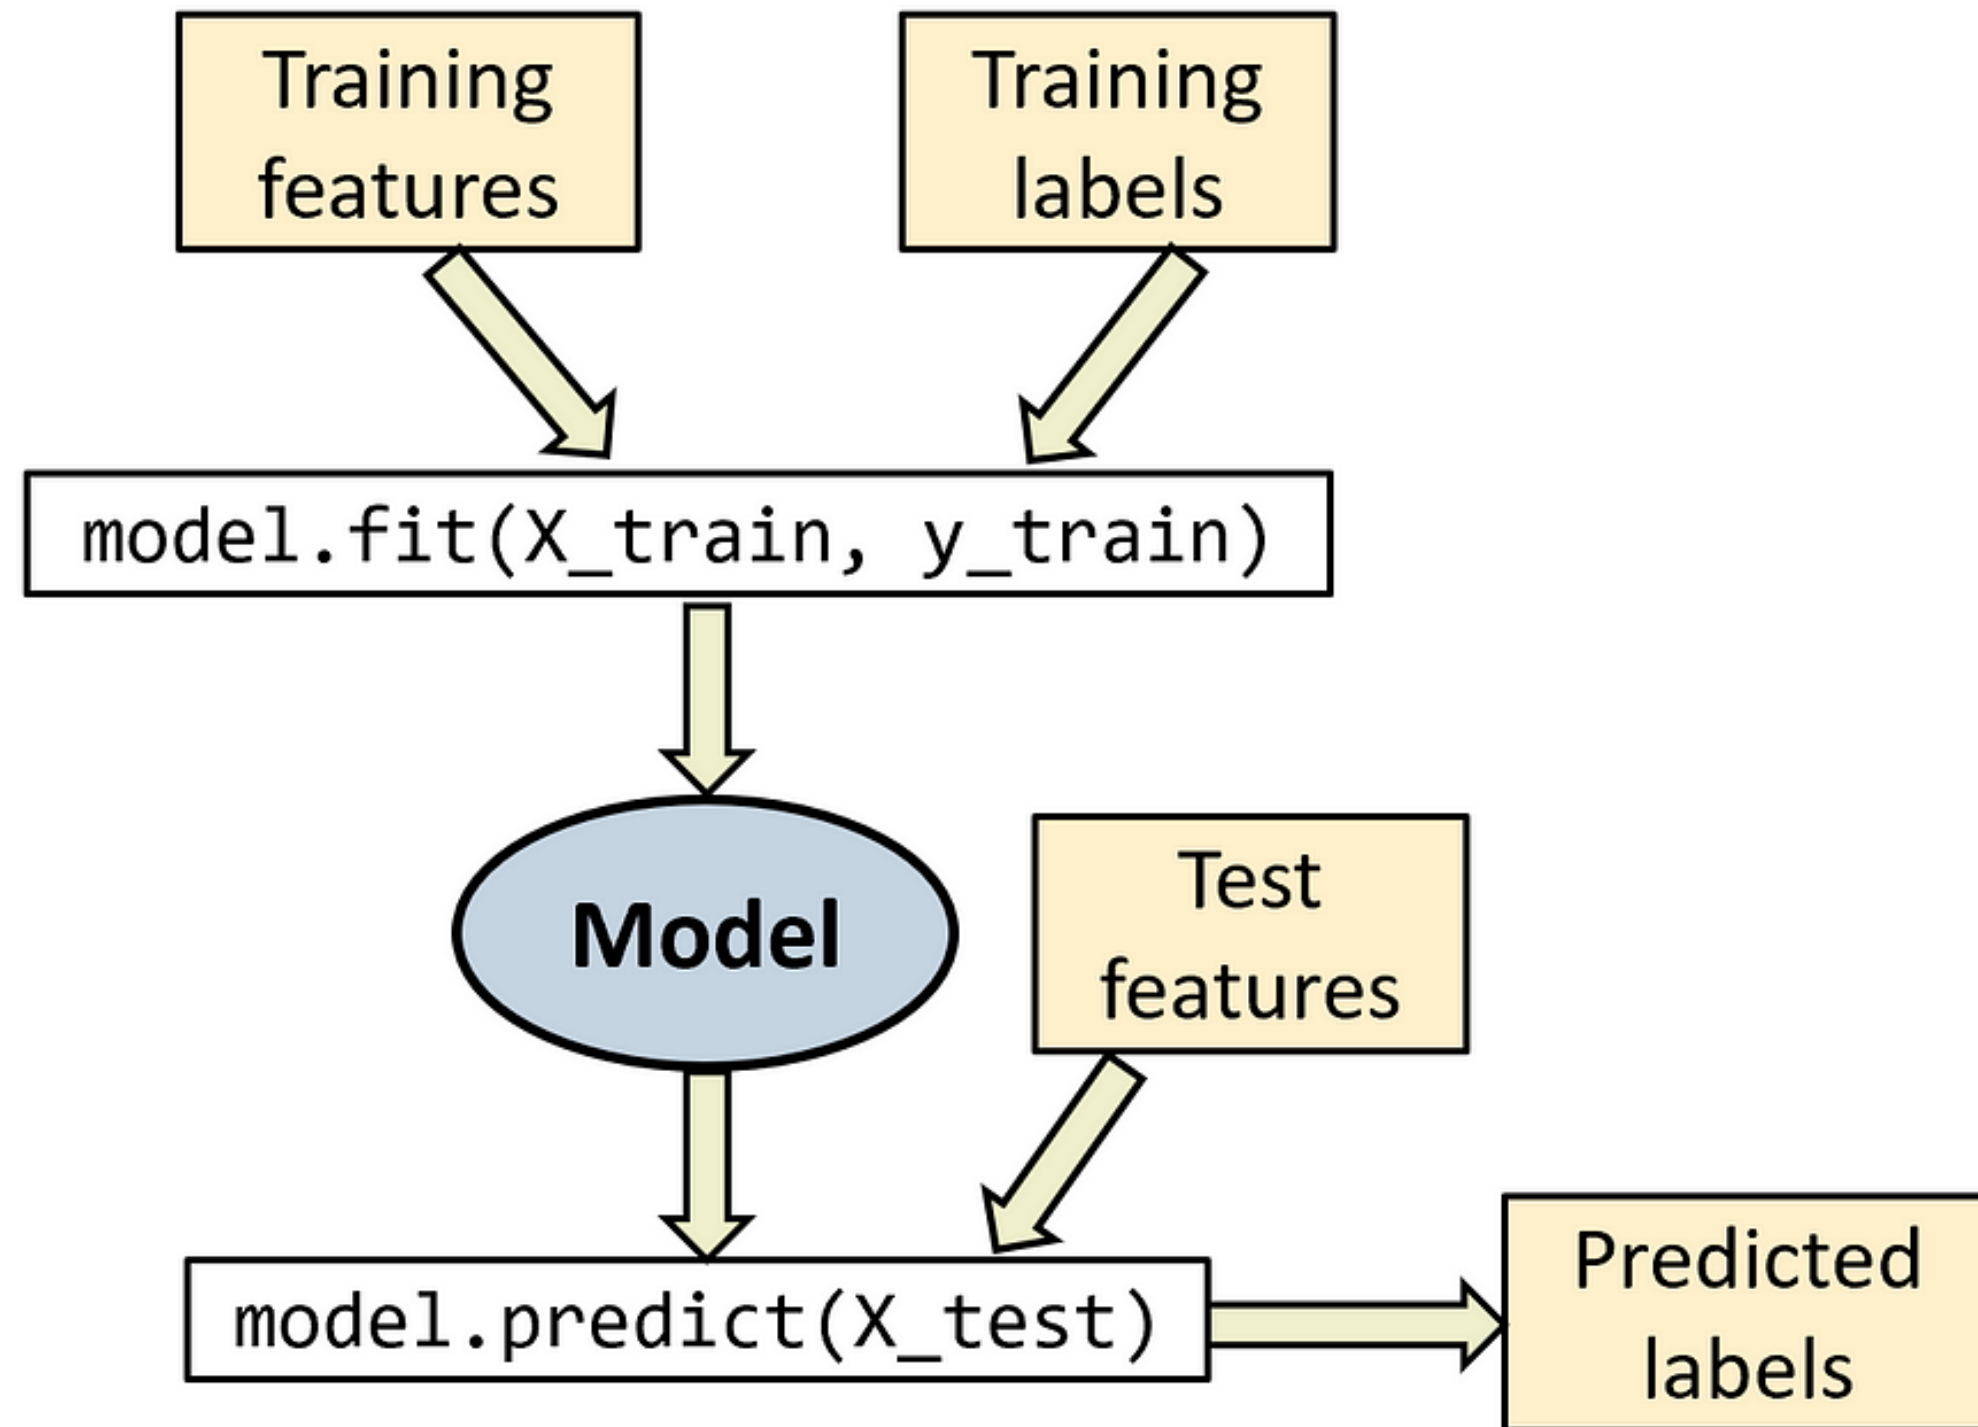 Training
features
Training
labels
model.fit(X_train, y_train)
Model
Test
features
model.predict(X_test)
Predicted
labels